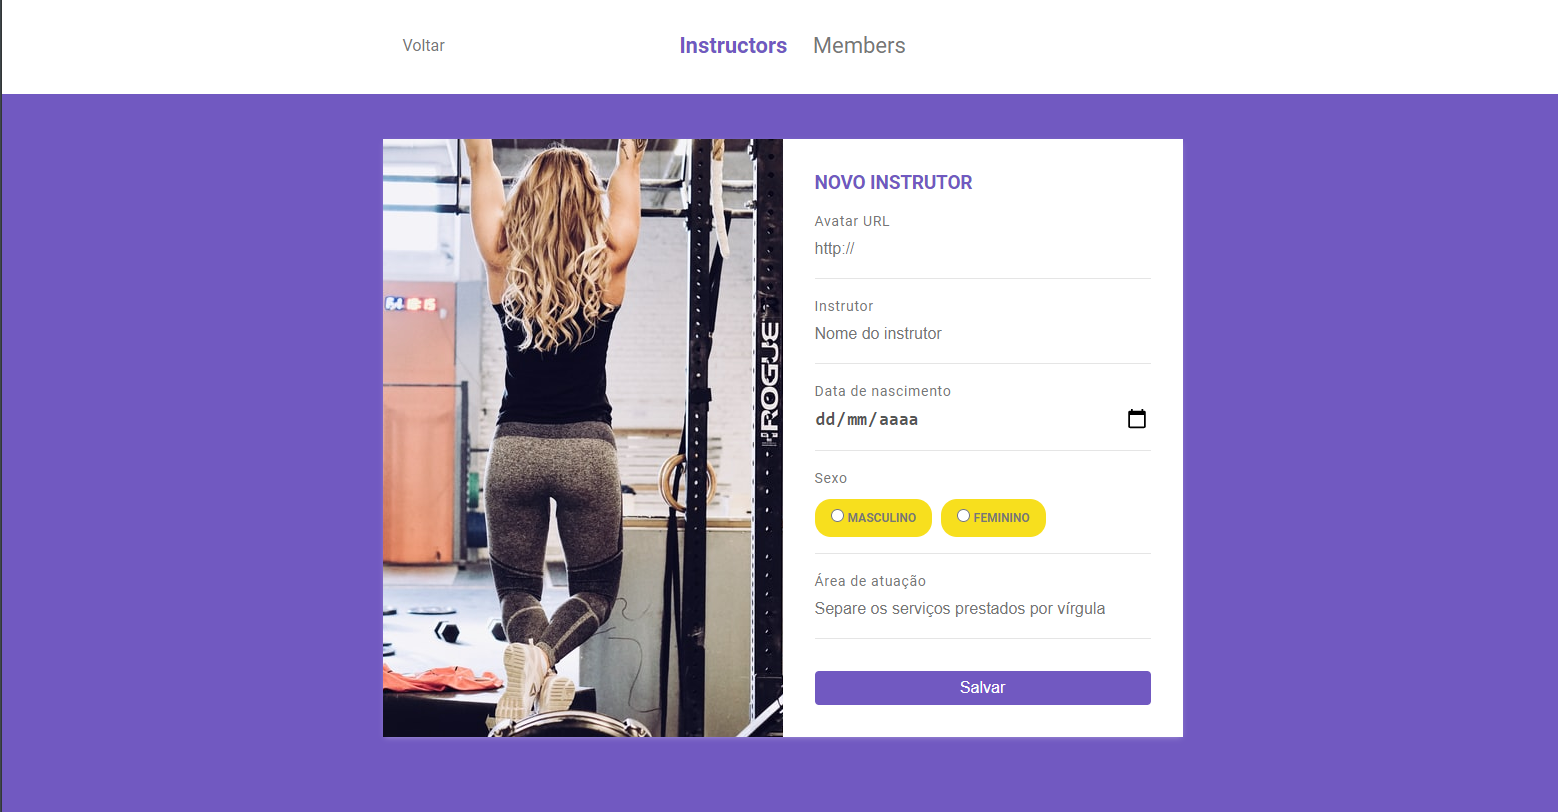 Voltar
Instructors
Members
ROGUE
NOVO INSTRUTOR
Avatar URL
http://
Instrutor
Nome do instrutor
Data de nascimento
dd/mm/aaaa
Sexo
MASCULINO
FEMININO
Área de atuação
Separe os serviços prestados por vírgula
Salvar